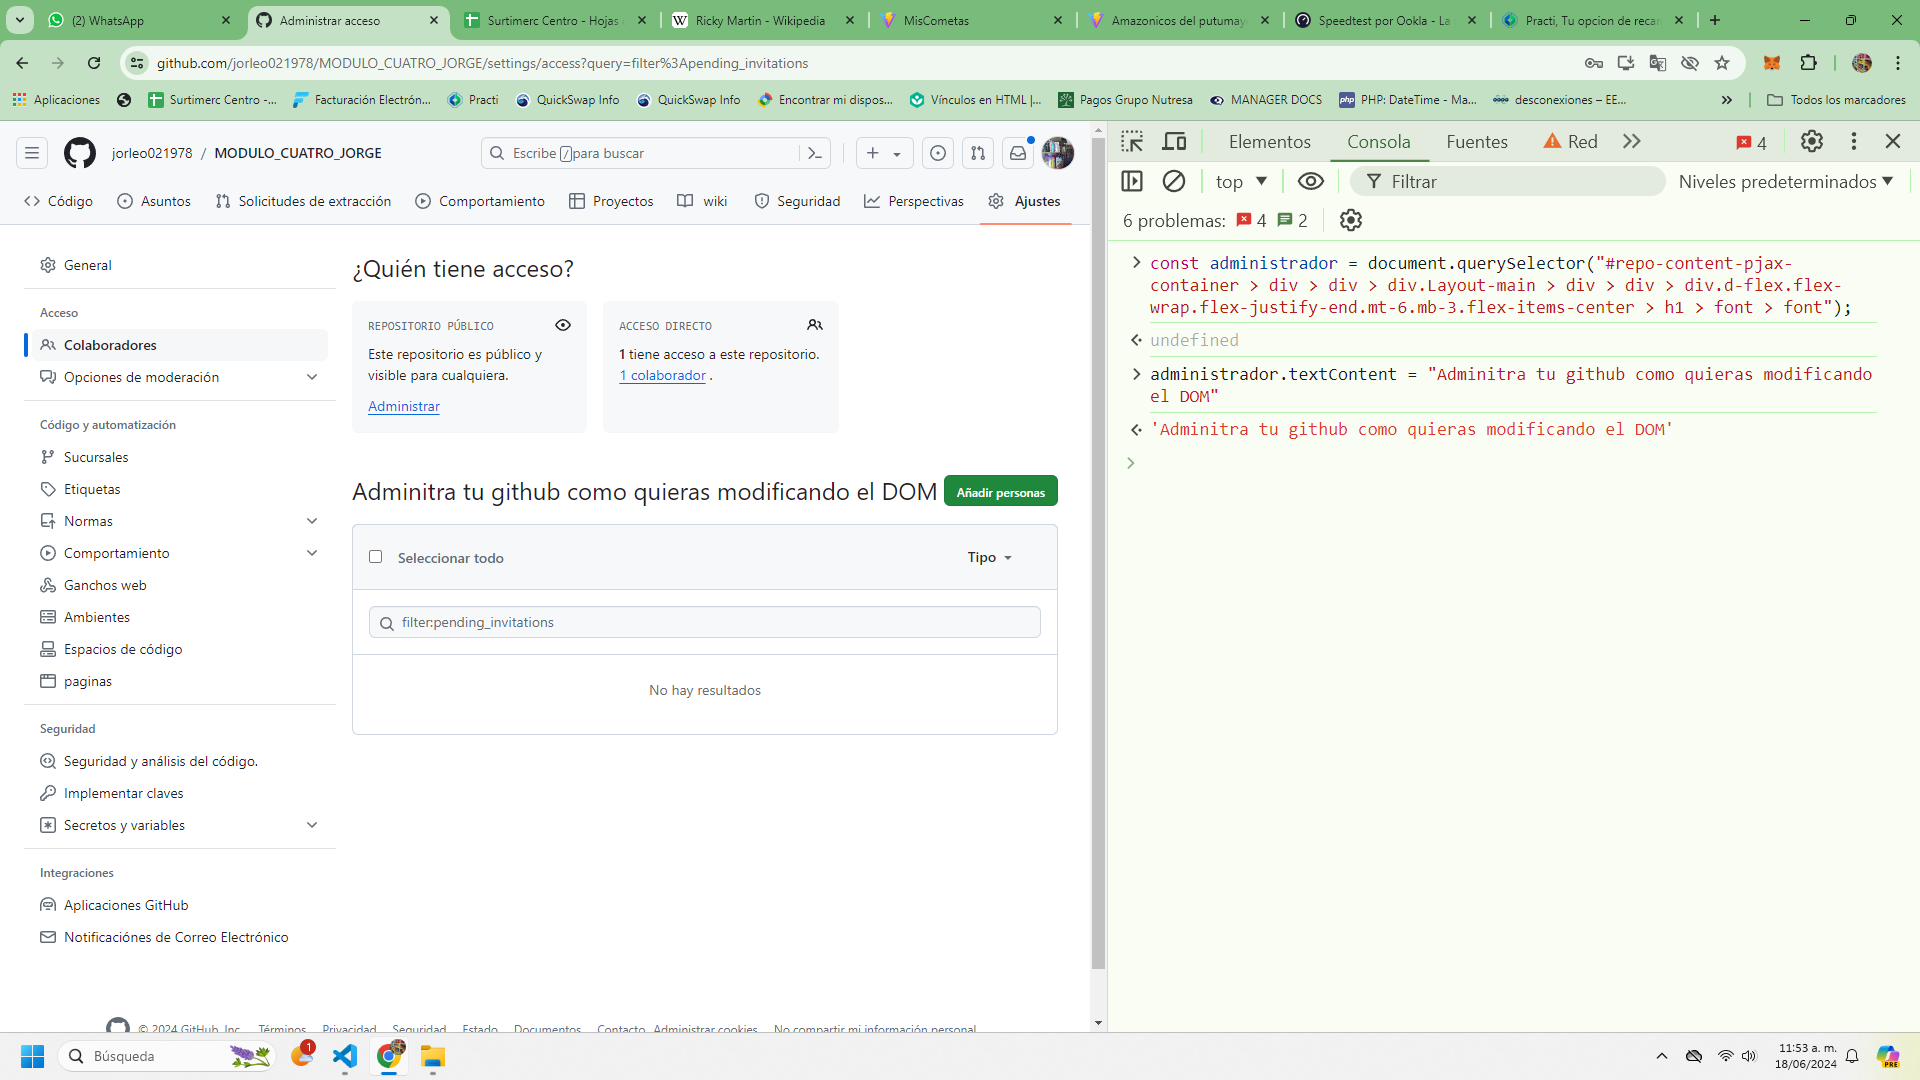 (2) WhatsApp
Administrar acceso
Surtimerc Centro - Hojas
Ricky Martin - Wikipedia
MisCometas
Amazonicos del putumay
Speedtest por Ookla - La
Practi, Tu opcion de recar
github.com/jorleo021978/MODULO_CUATRO_JORGE/settings/access?query=filter%3Apending_invitations
Aplicaciones
Surtimerc Centro -...
Facturación Electrón...
Practi
QuickSwap Info
QuickSwap Info
Encontrar mi dispos...
Vínculos en HTML |...
Pagos Grupo Nutresa
MANAGER DOCS
php PHP: DateTime - Ma...
desconexiones – EE...
Todos los marcadores
jorleo021978 / MODULO_CUATRO_JORGE
Escribe / para buscar
Código
Asuntos
Solicitudes de extracción
Comportamiento
Proyectos
wiki
Seguridad
Perspectivas
Ajustes
General
Acceso
Colaboradores
Opciones de moderación
Código y automatización
Sucursales
Etiquetas
Normas
Comportamiento
Ganchos web
Ambientes
Espacios de código
paginas
Seguridad
Seguridad y análisis del código.
Implementar claves
Secretos y variables
Integraciones
Aplicaciones GitHub
Notificaciónes de Correo Electrónico
¿Quién tiene acceso?
REPOSITORIO PÚBLICO
Este repositorio es público y
visible para cualquiera.
Administrar
ACCESO DIRECTO
1 tiene acceso a este repositorio.
1 colaborador .
Adminitra tu github como quieras modificando el DOM
Añadir personas
Seleccionar todo
Tipo
filter:pending_invitations
No hay resultados
© 2024 GitHub, Inc.
Términos
Privacidad
Seguridad
Estado
Documentos
Contacto
Administrar cookies
No compartir mi información personal
Elementos
Consola
Fuentes
Red
4
top
Filtrar
Niveles predeterminados
6 problemas: 4 2
const administrador = document.querySelector("#repo-content-pjax-
container > div > div > div.Layout-main > div > div > div.d-flex.flex-
wrap.flex-justify-end.mt-6.mb-3.flex-items-center > h1 > font > font");
undefined
administrador.textContent = "Adminitra tu github como quieras modificando
el DOM"
'Adminitra tu github como quieras modificando el DOM'
Búsqueda
1
11:53 a. m.
18/06/2024
PRE